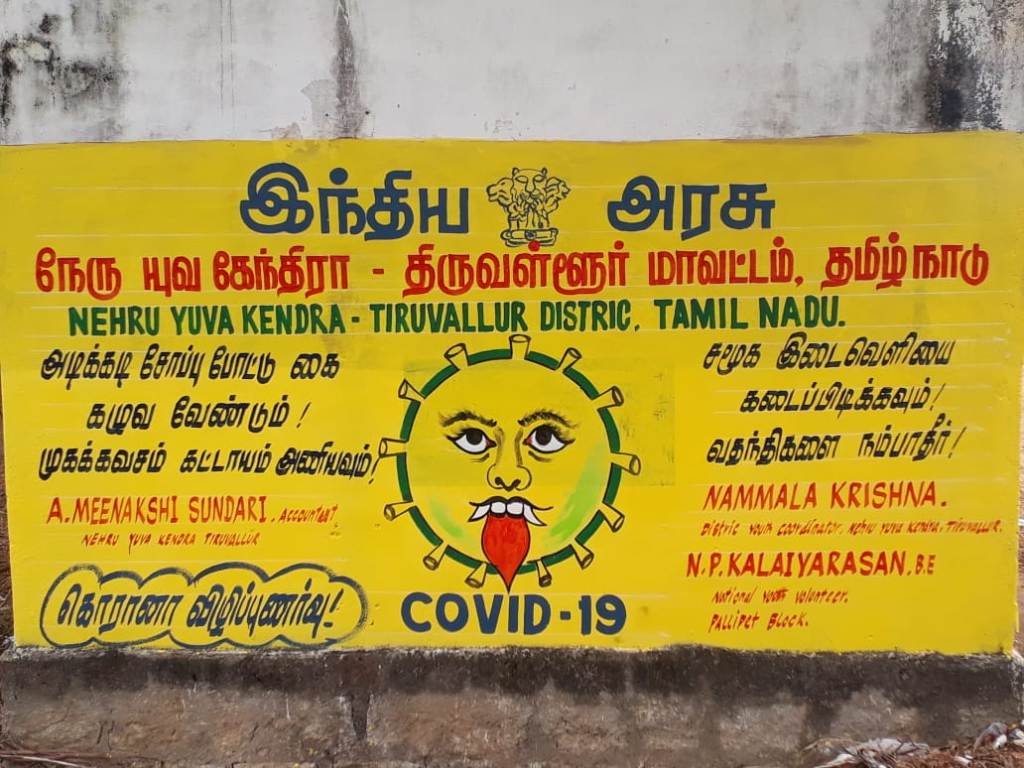 இந்திய அரசு
நேரு யுவ கேந்திரா - திருவள்ளூர் மாவட்டம், தமிழ்நாடு
NEHRU YUVA KENDRA - TIRUVALLUR DISTRIC, TAMIL NADU.
அடிக்கடி சோப்பு போட்டு கை
கழுவ வேண்டும்!
முகக்கவசம் கட்டாயம் அணியவும்!
A.MEENAKSHI SUNDARI. ACCOUNTANT
NEHRU YUVA KENDRA TIRUVALLUR
கொரானா விழிப்புணர்வு!
COVID-19
சமூக இடைவெளியை
கடைப்பிடிக்கவும்!
வதந்திகளை நம்பாதீர்!
NAMMALA KRISHNA.
Distric youth coordinator. Nehru yuva kendra. Tiruvallur.
N.P.KALAIYARASAN.B.E
National youth volunteer.
Pallipet Block.